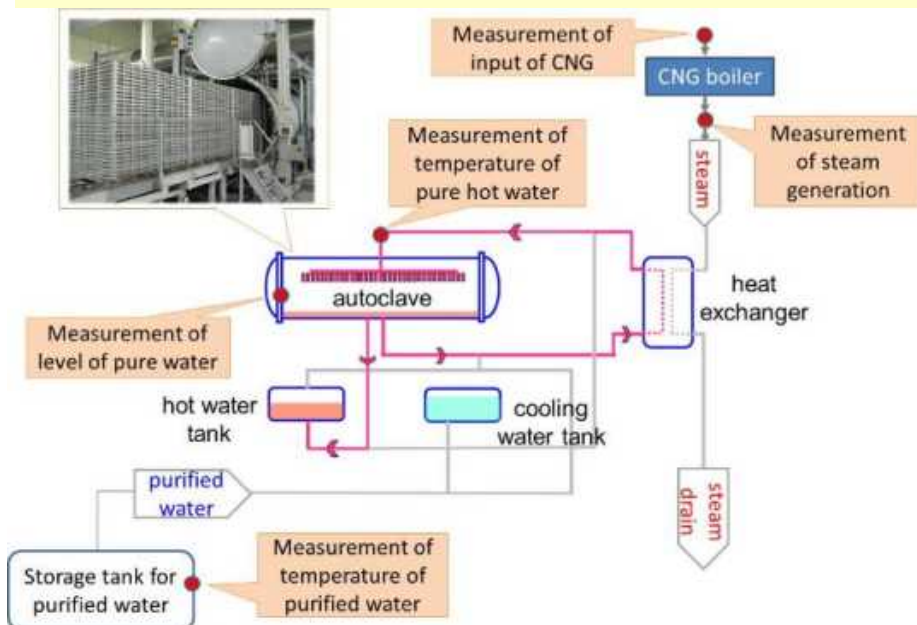 Measurement of
input of CNG
CNG boiler
Measurement
of steam
generation
steam
Measurement of
temperature of
pure hot water
autoclave
heat
exchanger
Measurement of
level of pure water
hot water
tank
cooling
water tank
purified
water
steam
drain
Storage tank for
purified water
Measurement of
temperature of
purified water